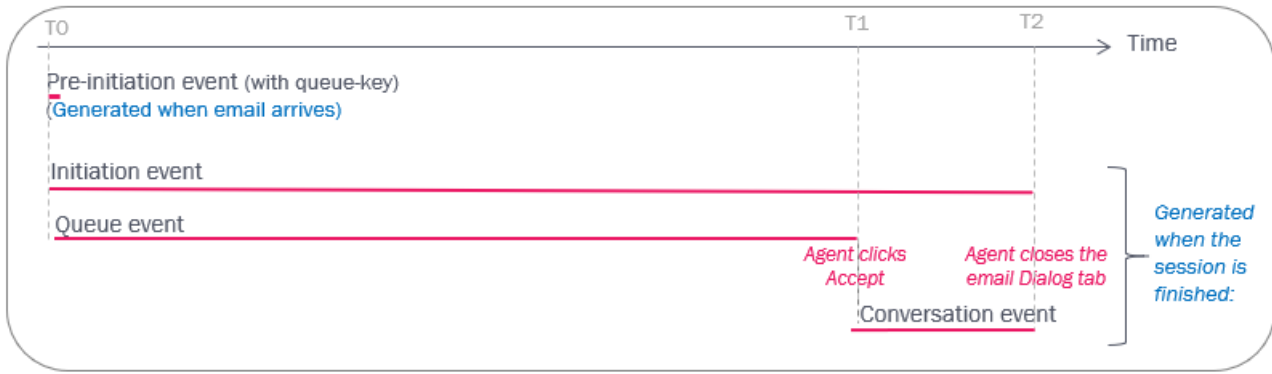 T0
T1
T2
Time
Pre-initiation event (with queue-key)
(Generated when email arrives)
Initiation event
Queue event
Agent clicks
Accept
Agent closes the
email Dialog tab
Conversation event
Generated
when the
session is
finished: